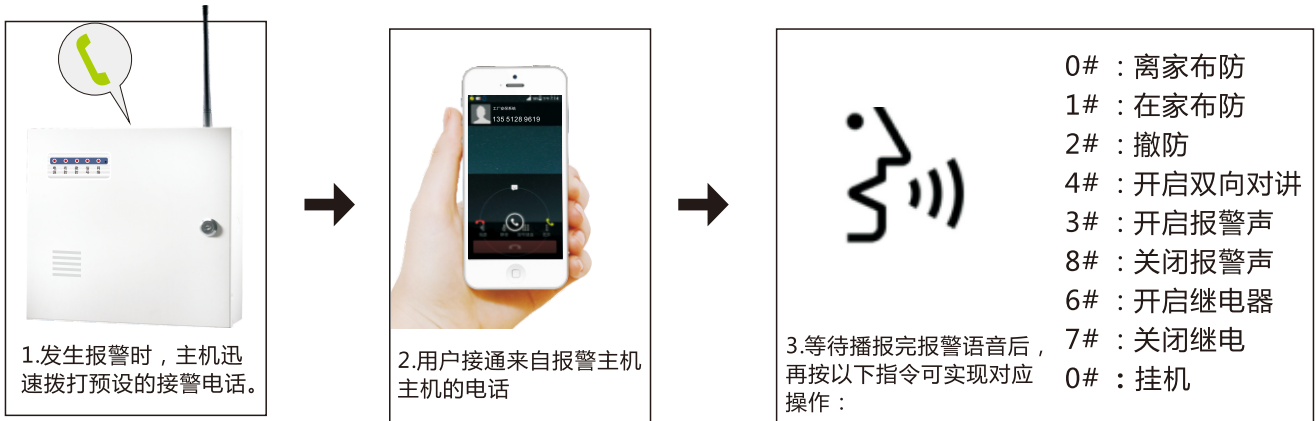 1.发生报警时，主机迅
速拨打预设的接警电话。
135 5128 9619
2.用户接通来自报警主机
主机的电话
3.等待播报完报警语音后，
再按以下指令可实现对应
操作：
0# ：离家布防
1# ：在家布防
2# ：撤防
4# ：开启双向对讲
3# ：开启报警声
8# ：关闭报警声
6# ：开启继电器
7# ：关闭继电
0# ：挂机